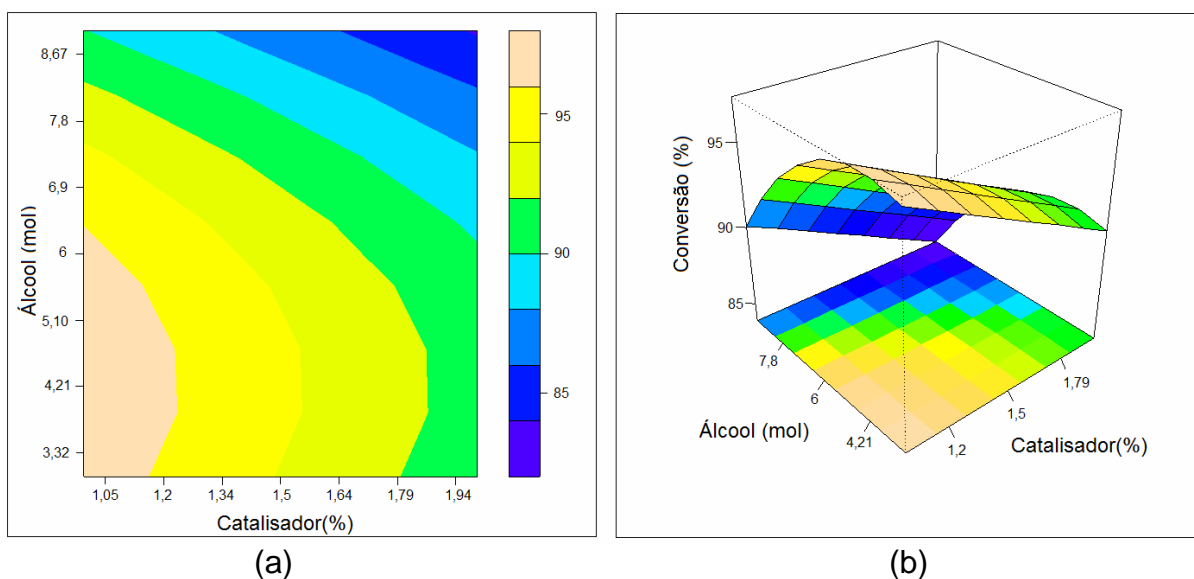 8,67
7,8
6,9
6
5,10
4,21
3,32
Álcool (mol)
1,05 1,2 1,34 1,5 1,64 1,79 1,94
Catalisador(%)
95
90
85
(a)
95
90
85
Conversão (%)
7,8
6
4,21
Álcool (mol)
1,2
1,5
1,79
Catalisador(%)
(b)